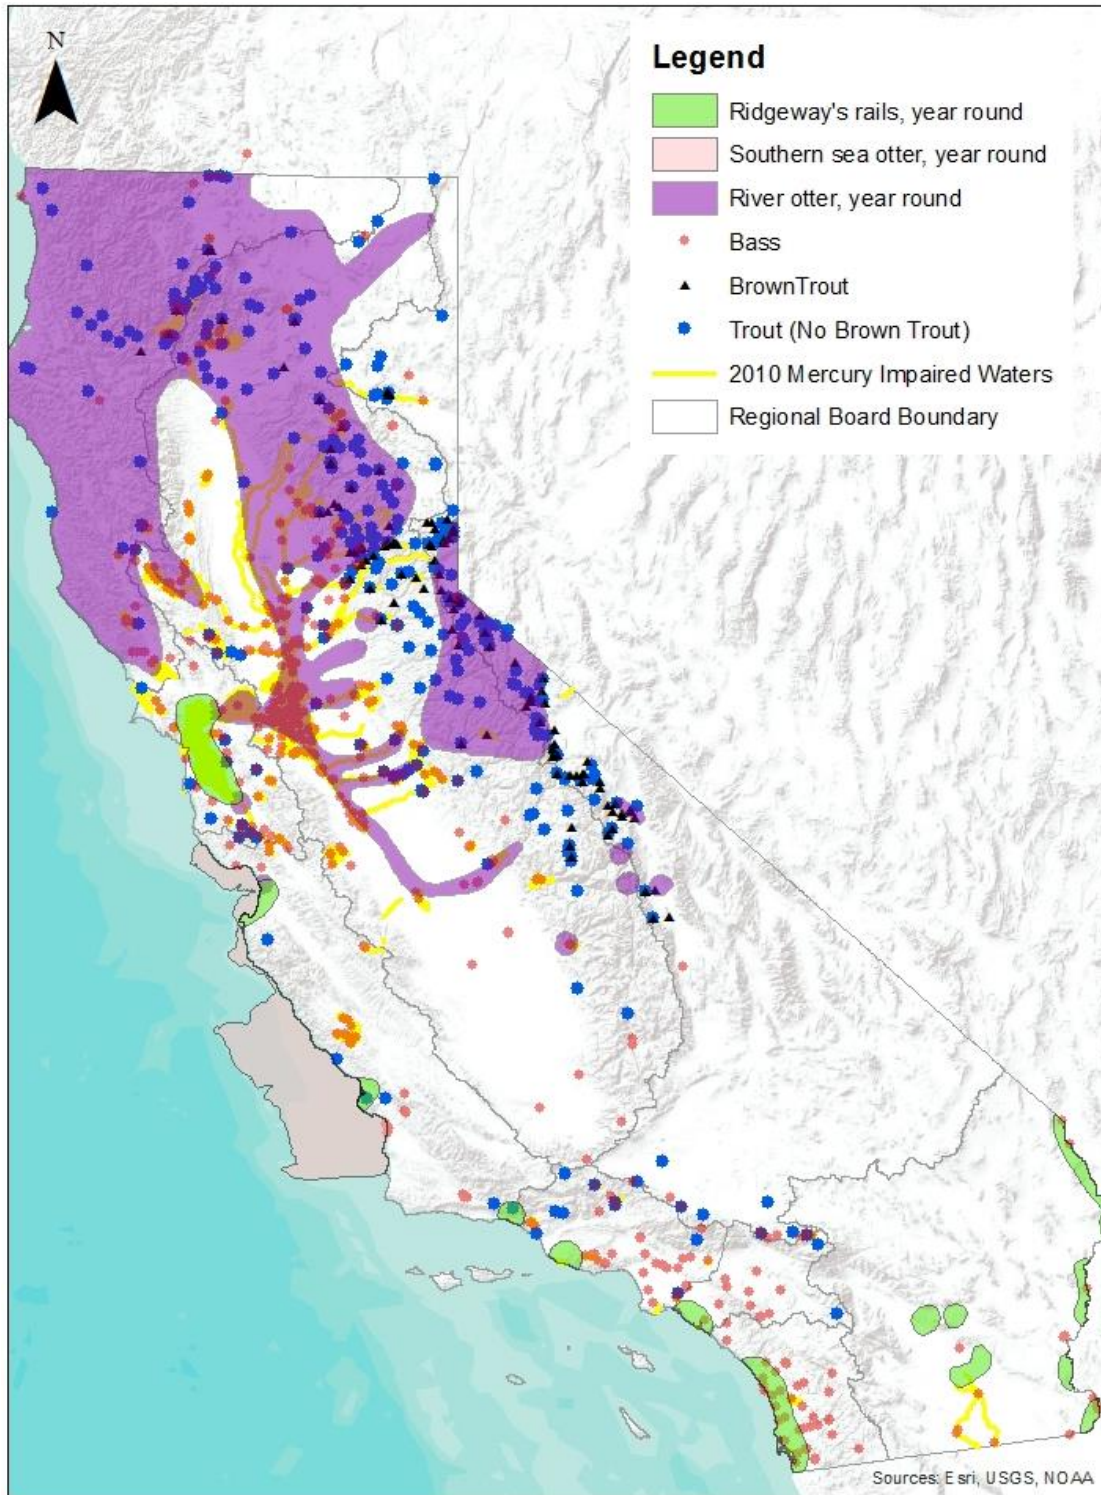 N
Legend
Ridgeway's rails, year round
Southern sea otter, year round
River otter, year round
Bass
BrownTrout
Trout (No Brown Trout)
2010 Mercury Impaired Waters
Regional Board Boundary
Sources: Esri, USGS, NOAA